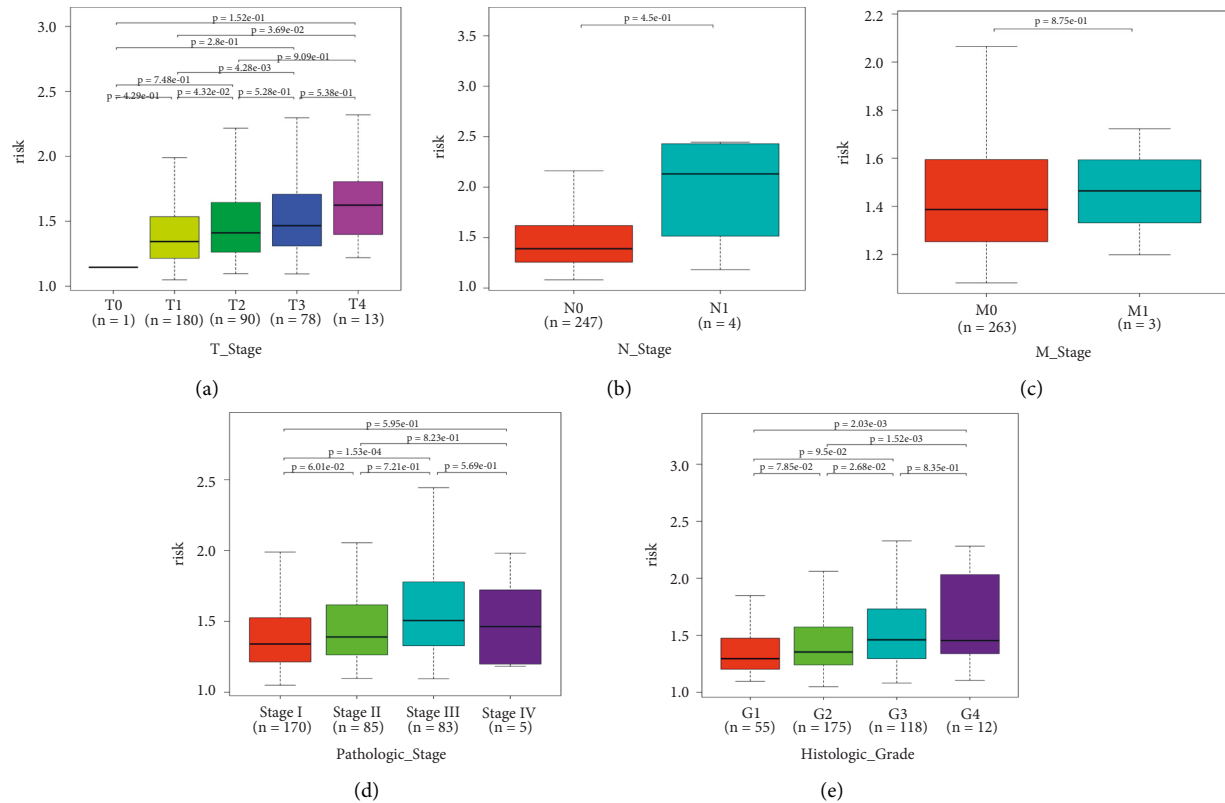 3.0
2.5
2.0
1.5
1.0
risk
p = 1.52e-01
p = 3.69e-02
p = 2.8e-01
p = 9.09e-01
p = 4.28e-03
p = 7.48e-01
p = 4.29e-01
p = 4.32e-02
p = 5.28e-01
p = 5.38e-01
T0 T1 T2 T3 T4
(n = 1) (n = 180) (n = 90) (n = 78) (n = 13)
T_Stage
(a)
3.5
3.0
2.5
2.0
1.5
1.0
risk
p = 4.5e-01
N0 N1
(n = 247) (n = 4)
N_Stage
(b)
2.2
2.0
1.8
1.6
1.4
1.2
risk
p = 8.75e-01
M0 M1
(n = 263) (n = 3)
M_Stage
(c)
2.5
2.0
1.5
1.0
risk
p = 5.95e-01
p = 8.23e-01
p = 1.53e-04
p = 6.01e-02
p = 7.21e-01
p = 5.69e-01
Stage I Stage II Stage III Stage IV
(n = 170) (n = 85) (n = 83) (n = 5)
Pathologic_Stage
(d)
3.0
2.5
2.0
1.5
1.0
risk
p = 2.03e-03
p = 1.52e-03
p = 9.5e-02
p = 7.85e-02
p = 2.68e-02
p = 8.35e-01
G1 G2 G3 G4
(n = 55) (n = 175) (n = 118) (n = 12)
Histologic_Grade
(e)